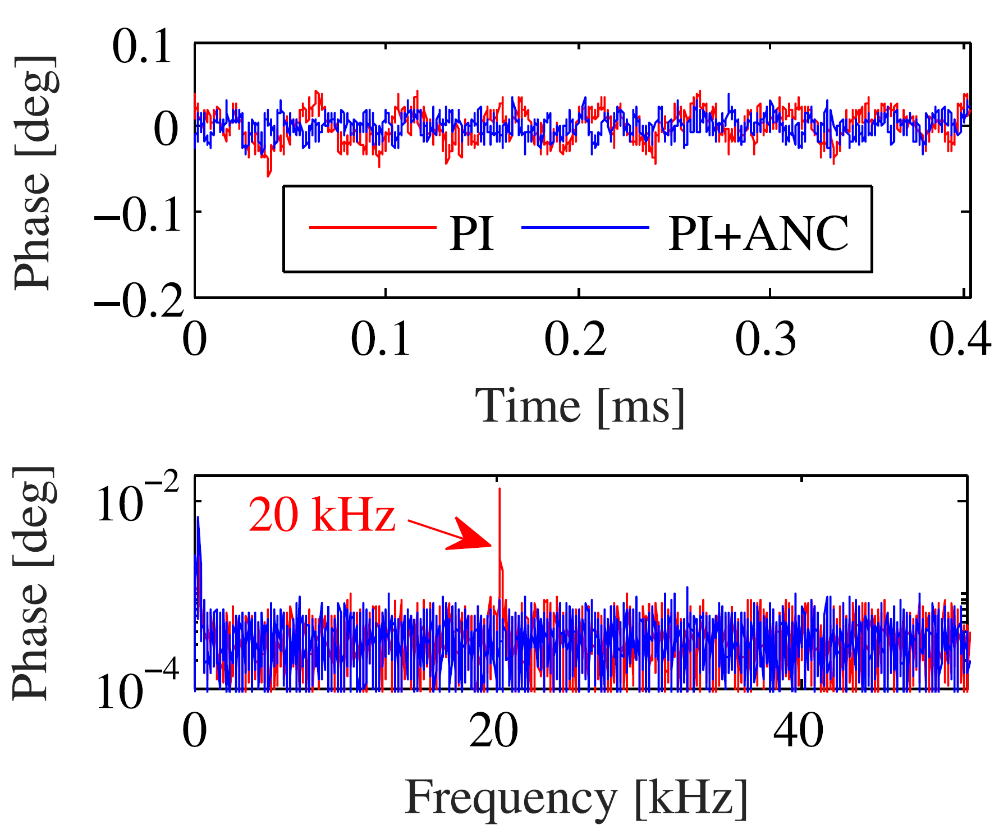 0.1
0
−0.1
−0.2
Phase [deg]
PI PI+ANC
0 0.1 0.2 0.3 0.4
Time [ms]
10−2
10−4
Phase [deg]
20 kHz
0 20 40
Frequency [kHz]